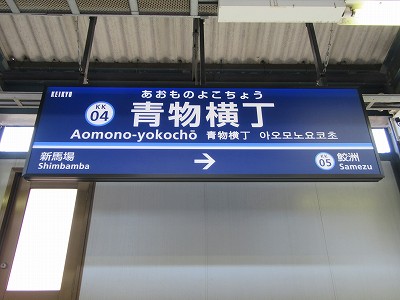 KEIKYU
あおものよこちょう
KK
04
青物横丁
Aomono-yokochō 青物横丁 아오모노요코초
新馬場
Shimbamba
→
KK
05
鮫洲
Samezu